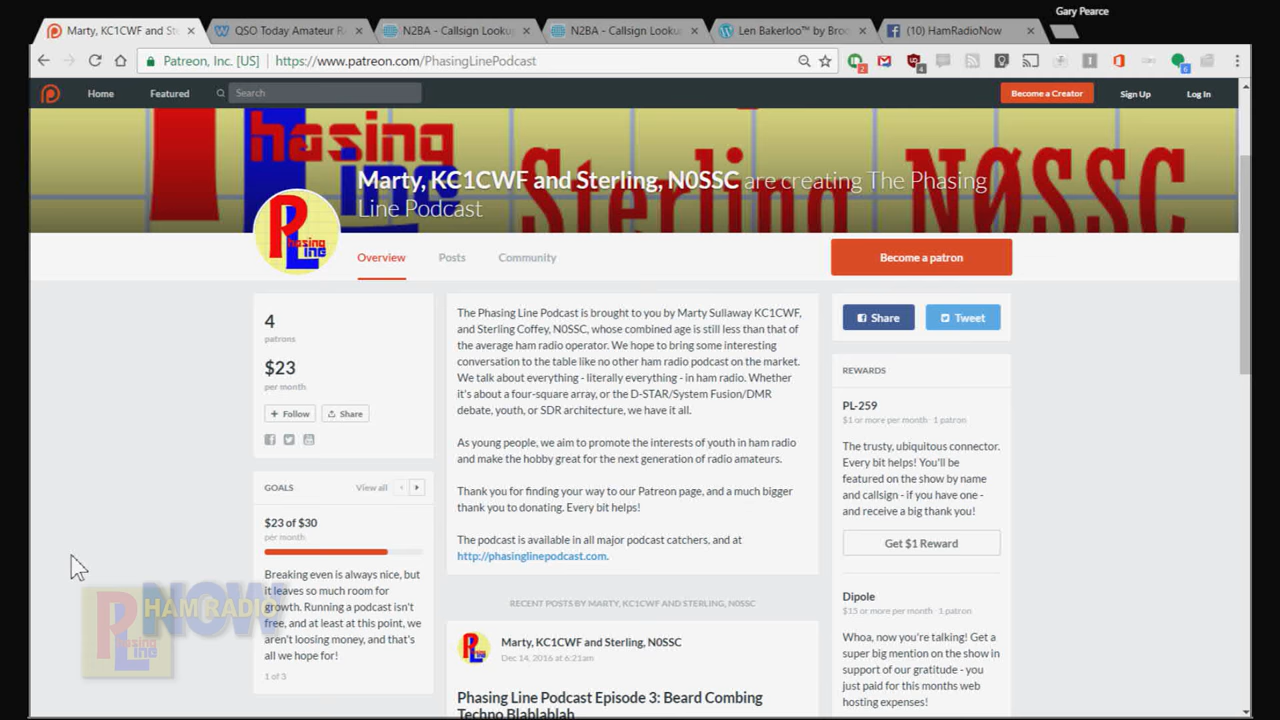 Gary Pearce
Marty, KC1CWF and St
QSO Today Amateur R
N2BA - Callsign Looku
N2BA - Callsign Looku
Len Bakerloo™ by Broo
(10) HamRadioNow
Patreon, Inc. [US]
https://www.patreon.com/PhasingLinePodcast
2
4
6
Home
Featured
Search
Become a Creator
Sign Up
Log In
hasing
Line
Sterling NØSSC
Marty, KC1CWF and Sterling, N0SSC are creating The Phasing
Line Podcast
Phasing
Line
Overview
Posts
Community
Become a patron
4
patrons
$23
per month
Follow
Share
GOALS
View all
$23 of $30
per month
Breaking even is always nice, but
it leaves so much room for
growth. Running a podcast isn't
free, and at least at this point, we
aren't loosing money, and that's
all we hope for!
1 of 3
The Phasing Line Podcast is brought to you by Marty Sullaway KC1CWF,
and Sterling Coffey, N0SSC, whose combined age is still less than that of
the average ham radio operator. We hope to bring some interesting
conversation to the table like no other ham radio podcast on the market.
We talk about everything - literally everything - in ham radio. Whether
it's about a four-square array, or the D-STAR/System Fusion/DMR
debate, youth, or SDR architecture, we have it all.
As young people, we aim to promote the interests of youth in ham radio
and make the hobby great for the next generation of radio amateurs.
Thank you for finding your way to our Patreon page, and a much bigger
thank you to donating. Every bit helps!
The podcast is available in all major podcast catchers, and at
http://phasinglinepodcast.com.
RECENT POSTS BY MARTY, KC1CWF AND STERLING, N0SSC
Marty, KC1CWF and Sterling, N0SSC
Dec 14, 2016 at 6:21am
Phasing Line Podcast Episode 3: Beard Combing
Techno Blablablah
Share
Tweet
REWARDS
PL-259
$1 or more per month · 1 patron
The trusty, ubiquitous connector.
Every bit helps! You'll be
featured on the show by name
and callsign - if you have one -
and receive a big thank you!
Get $1 Reward
Dipole
$15 or more per month · 1 patron
Whoa, now you're talking! Get a
super big mention on the show in
support of our gratitude - you
just paid for this months web
hosting expenses!
HAM RADIO
NOW
Phasing
Line